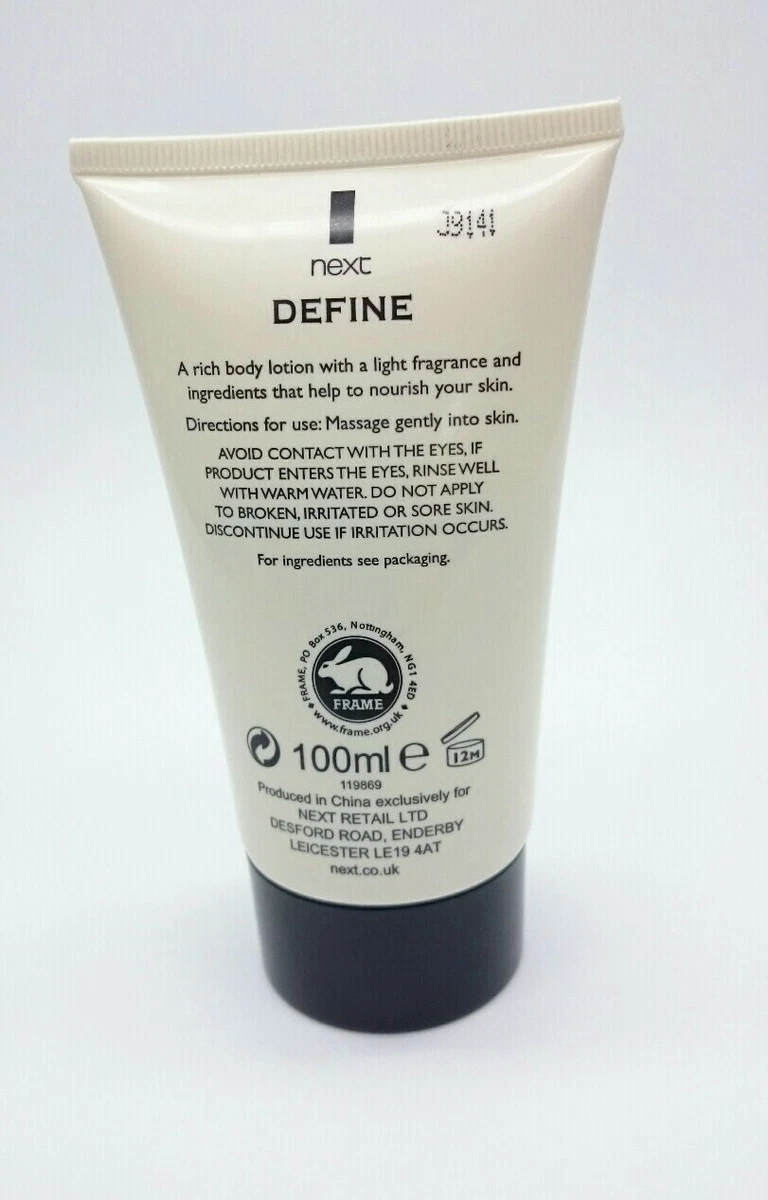 J9141
next
DEFINE
A rich body lotion with a light fragrance and
ingredients that help to nourish your skin.
Directions for use: Massage gently into skin.
AVOID CONTACT WITH THE EYES, IF
PRODUCT ENTERS THE EYES, RINSE WELL
WITH WARM WATER. DO NOT APPLY
TO BROKEN, IRRITATED OR SORE SKIN.
DISCONTINUE USE IF IRRITATION OCCURS.
For ingredients see packaging.
FRAME, PO Box 536, Nottingham, NG1 4ED
FRAME
www.frame.org.uk
100ml e
12M
119869
Produced in China exclusively for
NEXT RETAIL LTD
DESFORD ROAD, ENDERBY
LEICESTER LE19 4AT
next.co.uk